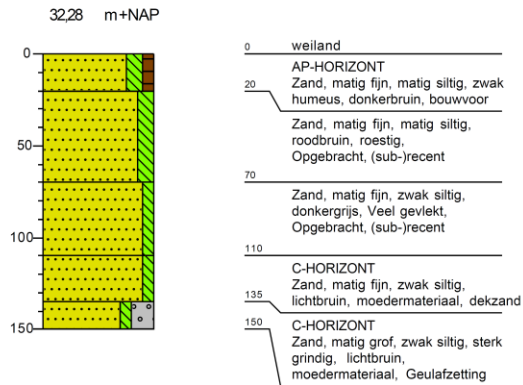 32,28 m+NAP
0
50
100
150
0 weiland
AP-HORIZONT
20 Zand, matig fijn, matig siltig, zwak
humeus, donkerbruin, bouwvoor
Zand, matig fijn, matig siltig,
roodbruin, roestig,
Opgebracht, (sub-)recent
70
Zand, matig fijn, zwak siltig,
donkergrijs, Veel gevlekt,
Opgebracht, (sub-)recent
110
C-HORIZONT
Zand, matig fijn, zwak siltig,
135 lichtbruin, moedermateriaal, dekzand
150 C-HORIZONT
Zand, matig grof, zwak siltig, sterk
grindig, lichtbruin,
moedermateriaal, Geulafzetting